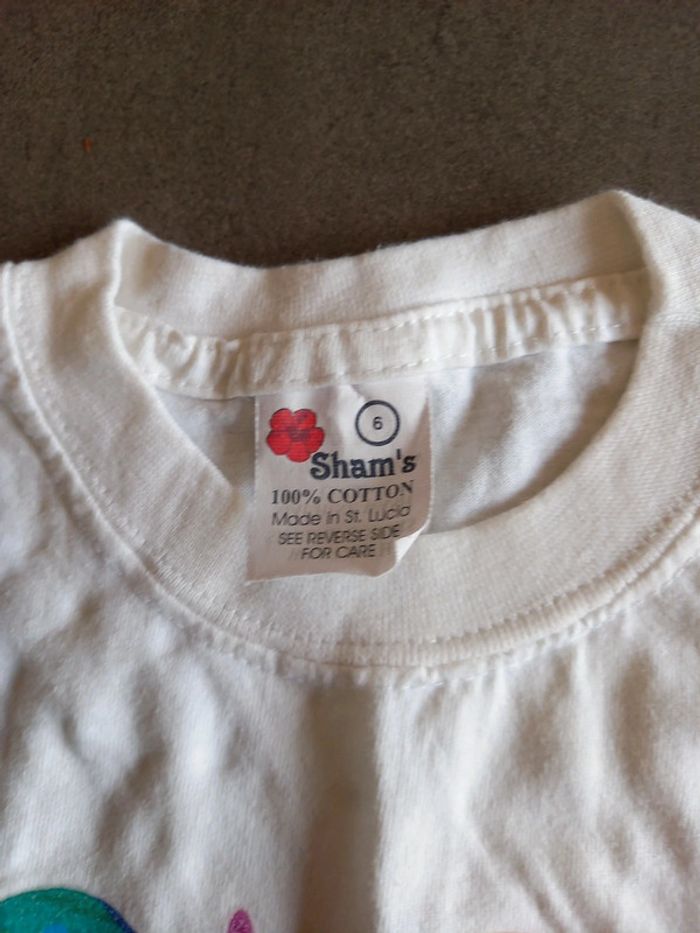 6
Sham's
100% COTTON
Made in St. Lucia
SEE REVERSE SIDE
FOR CARE